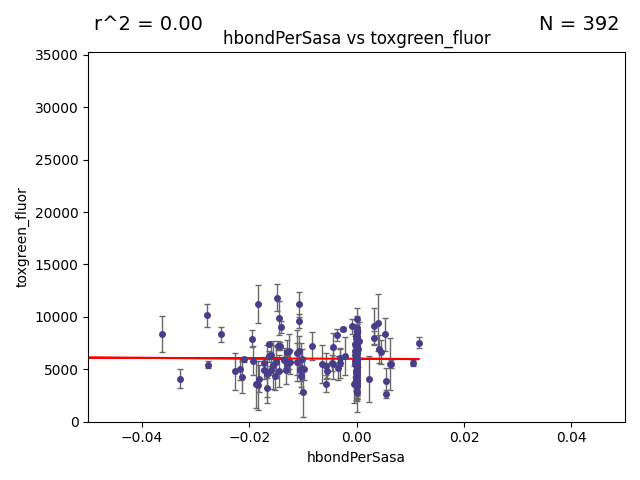 r^2 = 0.00
N = 392
hbondPerSasa vs toxgreen_fluor
35000
30000
25000
20000
15000
10000
5000
0
toxgreen_fluor
−0.04
−0.02
0.00
0.02
0.04
hbondPerSasa